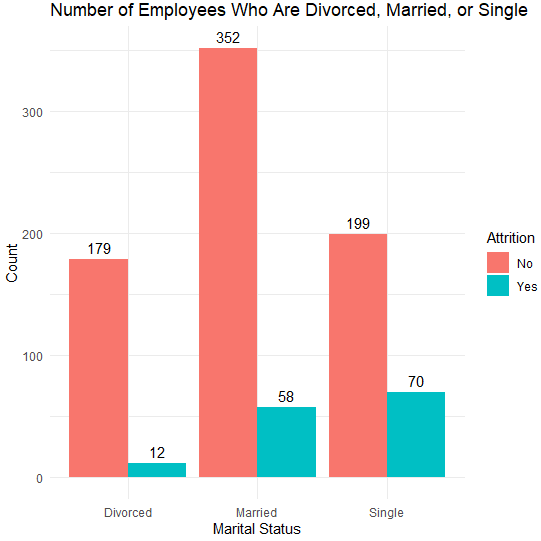 Number of Employees Who Are Divorced, Married, or Single
352
300
199
200
179
Count
Attrition
No
Yes
100
70
58
12
0
Divorced Married Single
Marital Status